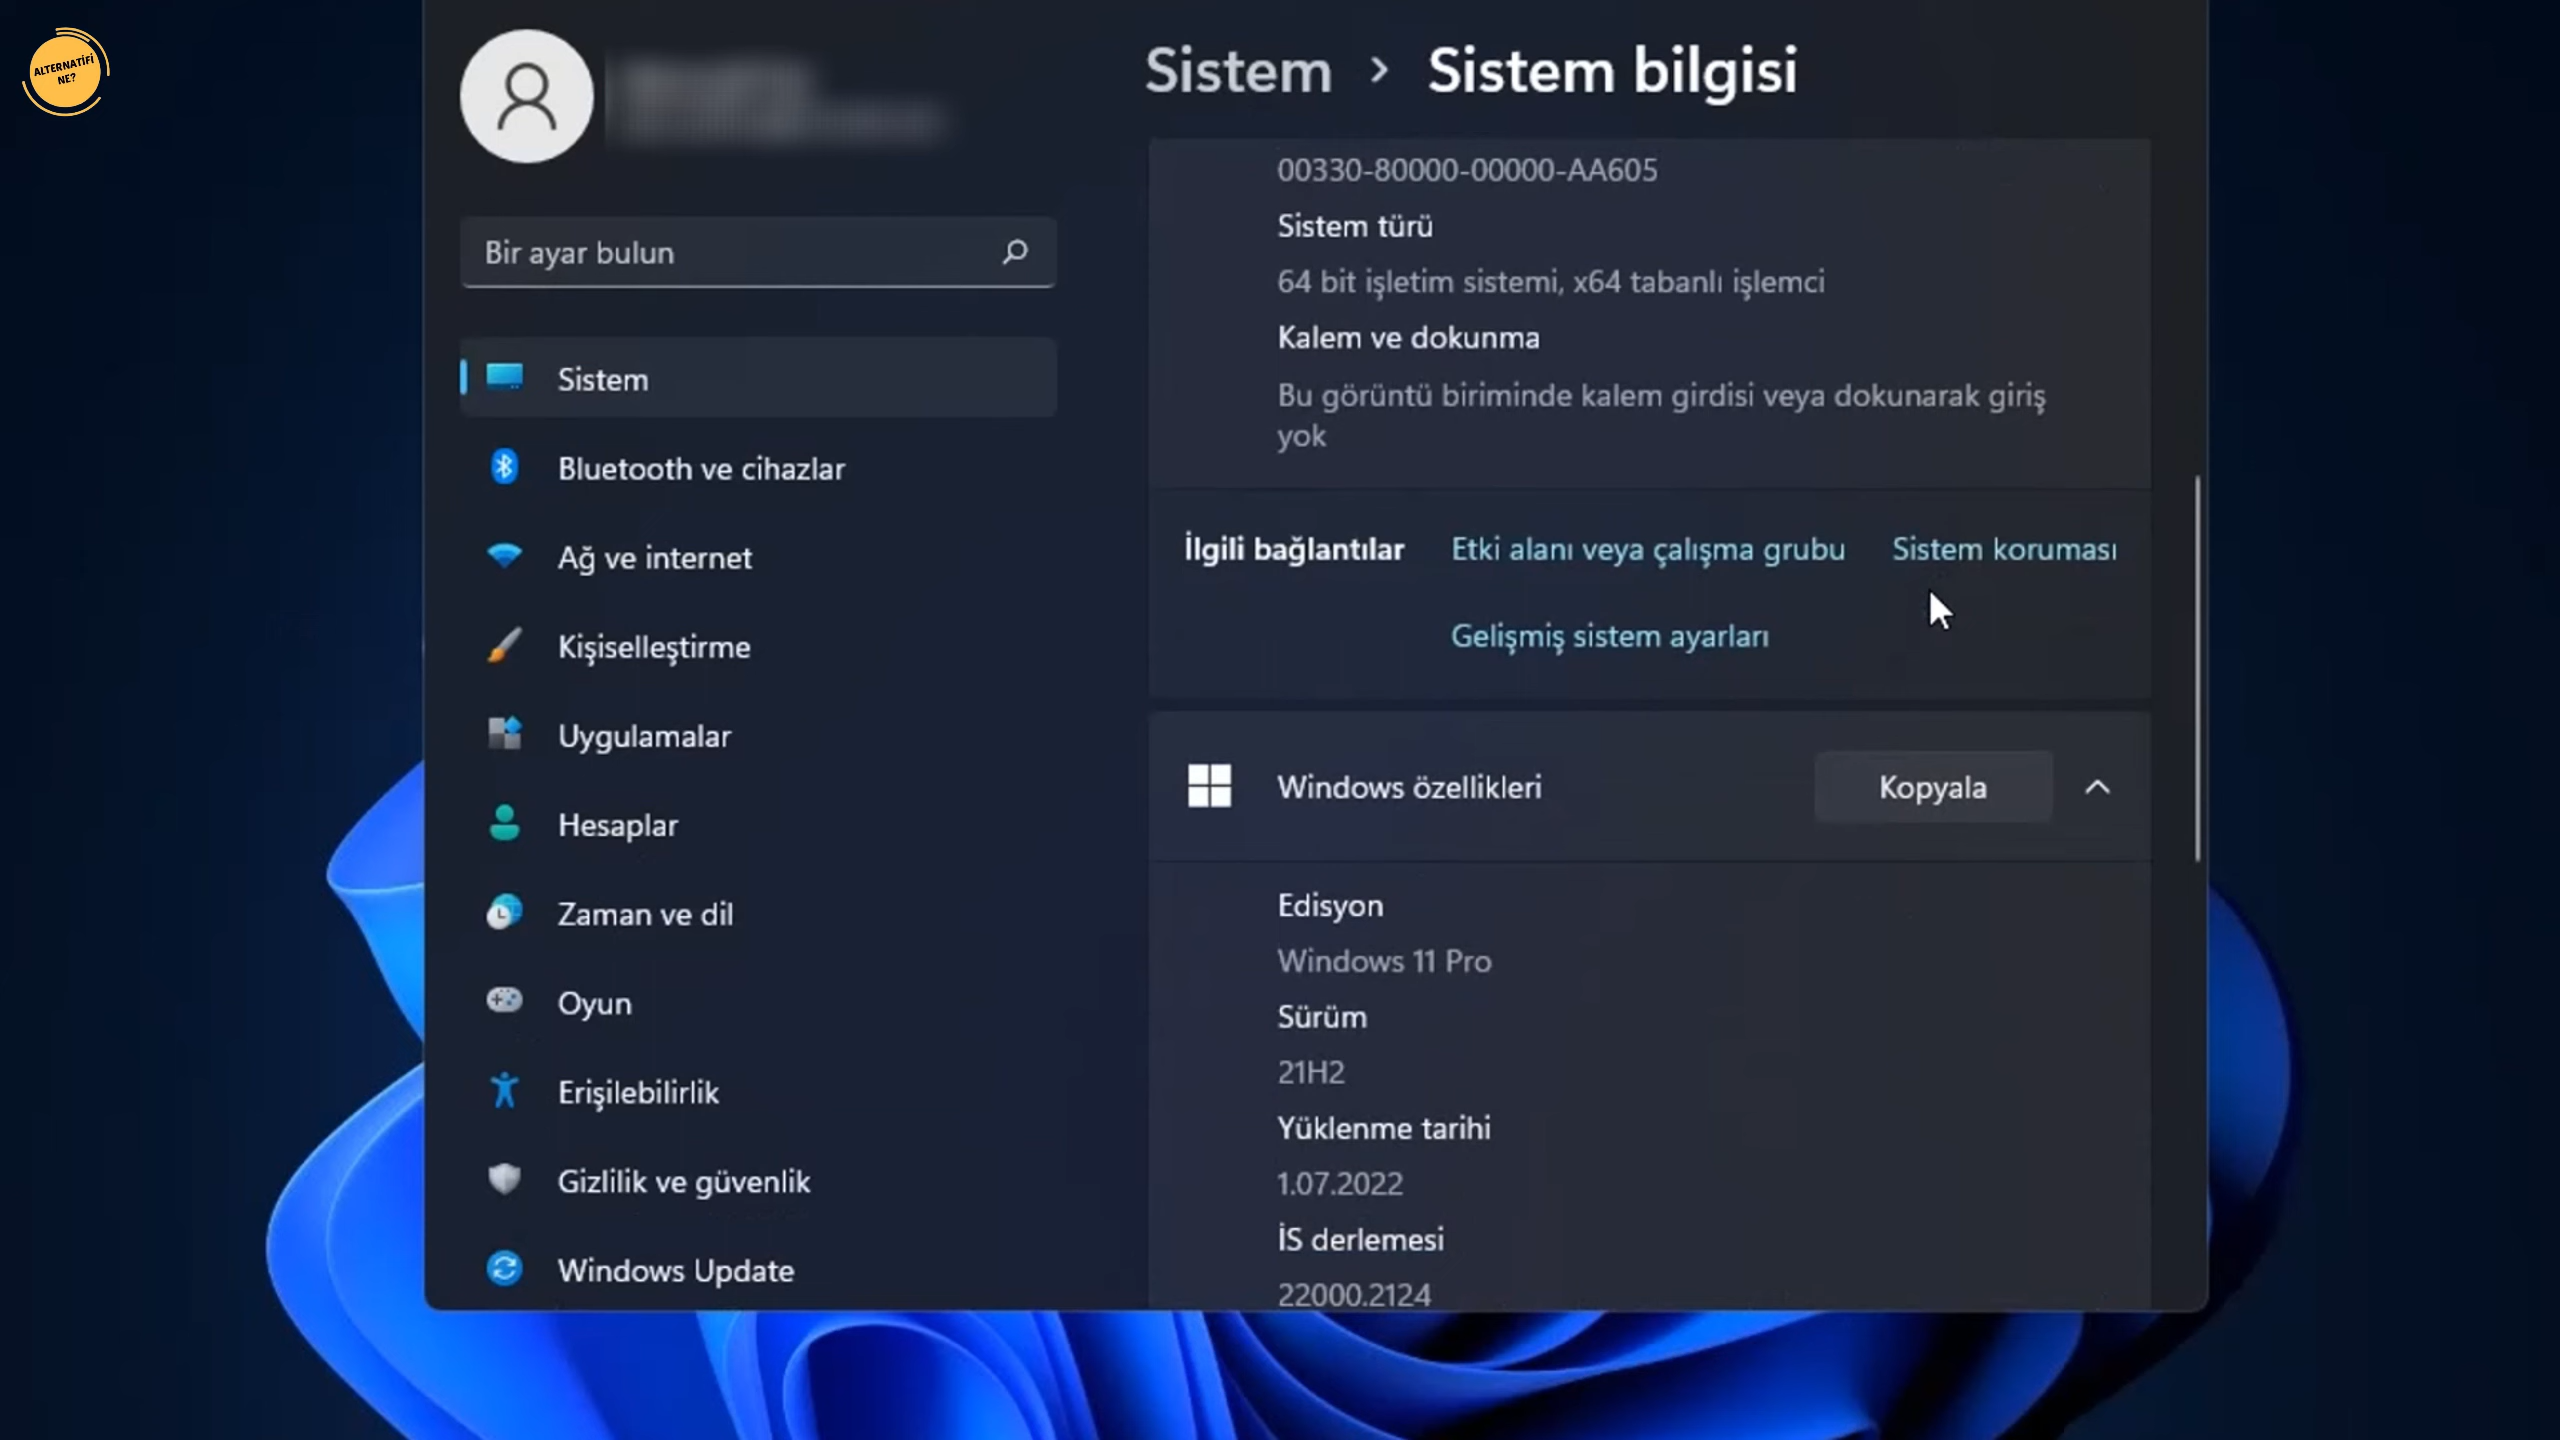 ALTERNATİFİ
NE?
Sistem > Sistem bilgisi
Bir ayar bulun
Sistem
Bluetooth ve cihazlar
Ağ ve internet
Kişiselleştirme
Uygulamalar
Hesaplar
Zaman ve dil
Oyun
Erişilebilirlik
Gizlilik ve güvenlik
Windows Update
00330-80000-00000-AA605
Sistem türü
64 bit işletim sistemi, x64 tabanlı işlemci
Kalem ve dokunma
Bu görüntü biriminde kalem girdisi veya dokunarak giriş
yok
İlgili bağlantılar Etki alanı veya çalışma grubu Sistem koruması
Gelişmiş sistem ayarları
Windows özellikleri Kopyala
Edisyon
Windows 11 Pro
Sürüm
21H2
Yüklenme tarihi
1.07.2022
İS derlemesi
22000.2124